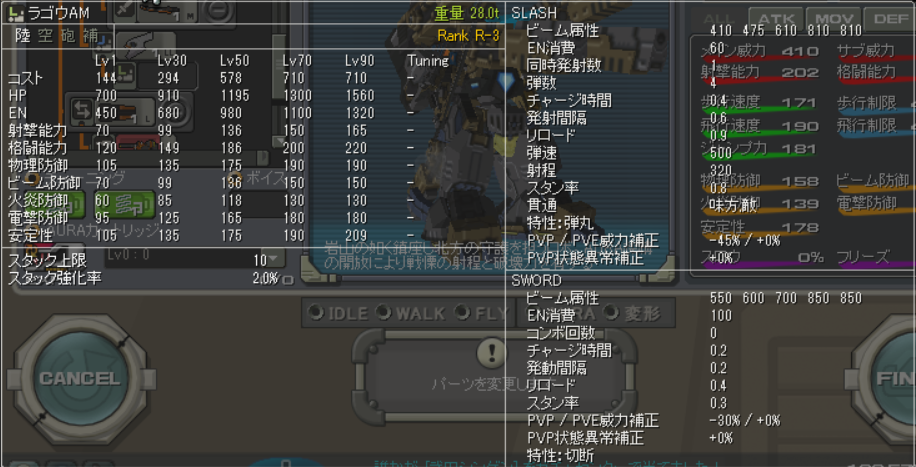 ラゴウAM 重量 28.0t
陸 空 砲 補 Rank R-3
Lv1 Lv30 Lv50 Lv70 Lv90 Tuning
コスト 144 294 578 710 710 -
HP 700 910 1195 1300 1560 -
EN 450 680 980 1100 1320 -
射撃能力 70 99 136 150 165 -
格闘能力 120 149 186 200 220 -
物理防御 105 135 175 190 190 -
ビーム防御 70 99 136 150 150 -
火炎防御 60 85 118 130 130 -
電撃防御 95 125 165 180 180 -
安定性 105 135 175 190 209 -
スタック上限 10
スタック強化率 2.0%
SLASH
ビーム属性 410 475 610 810 810
EN消費 60
同時発射数 1
弾数 4
チャージ時間 0.4
発射間隔 0.6
リロード 0.9
弾速 500
射程 320
スタン率 0.8
貫通 味方,敵
特性:弾丸
PVP / PVE威力補正 -45% / +0%
PVP状態異常補正 +0%
SWORD
ビーム属性 550 600 700 850 850
EN消費 100
コンボ回数 0
チャージ時間 0.2
発動間隔 0.2
リロード 0.4
スタン率 0.3
PVP / PVE威力補正 -30% / +0%
PVP状態異常補正 +0%
特性:切断
ALL ATK MOV DEF
メイン威力 410 サブ威力
射撃能力 202 格闘能力
歩行速度 171 歩行制限
飛行速度 190 飛行制限
ジャンプ力 181
物理防御 158 ビーム防御
139 電撃防御
安定性 178
0% フリーズ
ボイス
Lv0 : 0
IDLE WALK FLY 変形
CANCEL
パーツを変更し
FIN